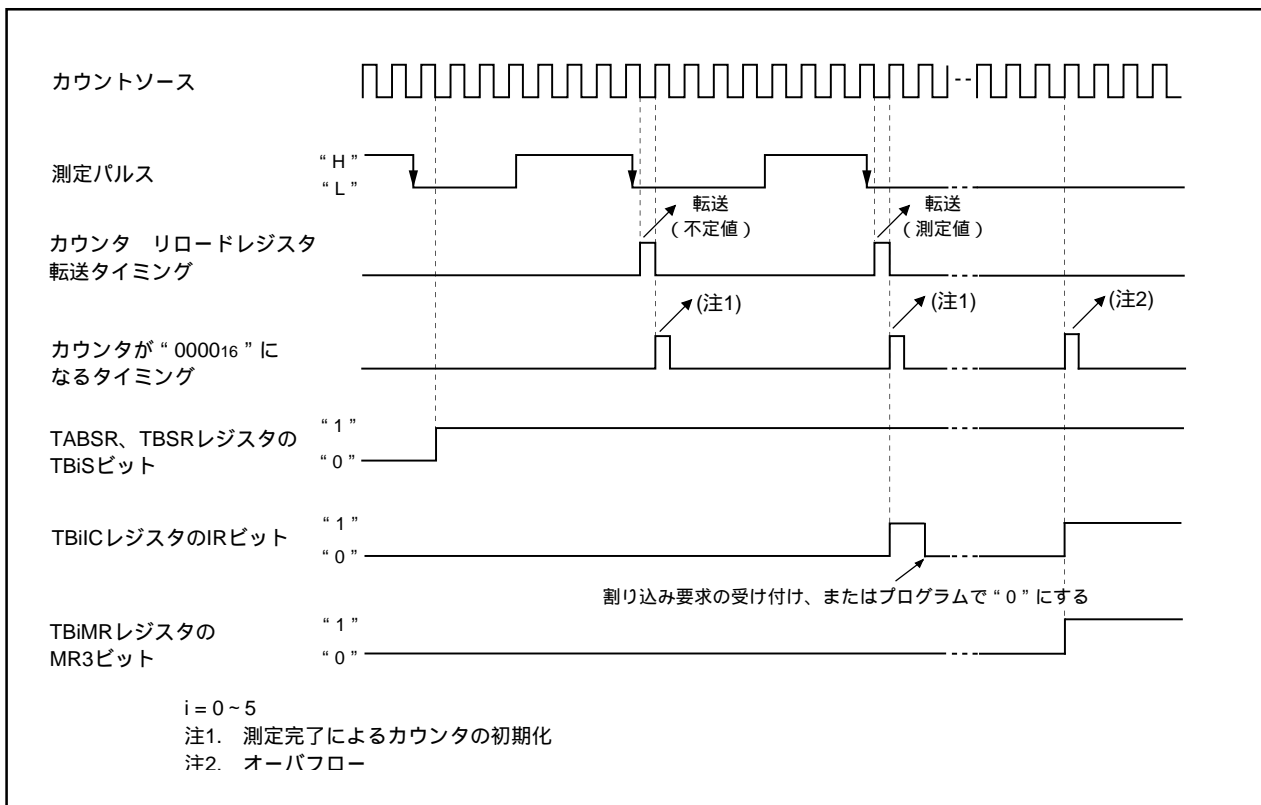 カウントソース
測定パルス
“ H ”
“ L ”
転送
( 不定値 )
転送
( 測定値 )
カウンタ　リロードレジスタ
転送タイミング
(注1)
(注1)
(注2)
カウンタが “ 000016 ” に
なるタイミング
TABSR、TBSRレジスタの
TBiSビット
“ 1 ”
“ 0 ”
TBiICレジスタのIRビット
“ 1 ”
“ 0 ”
割り込み要求の受け付け、またはプログラムで “ 0 ” にする
TBiMRレジスタの
MR3ビット
“ 1 ”
“ 0 ”
i = 0 ~ 5
注1.　測定完了によるカウンタの初期化
注2.　オーバフロー